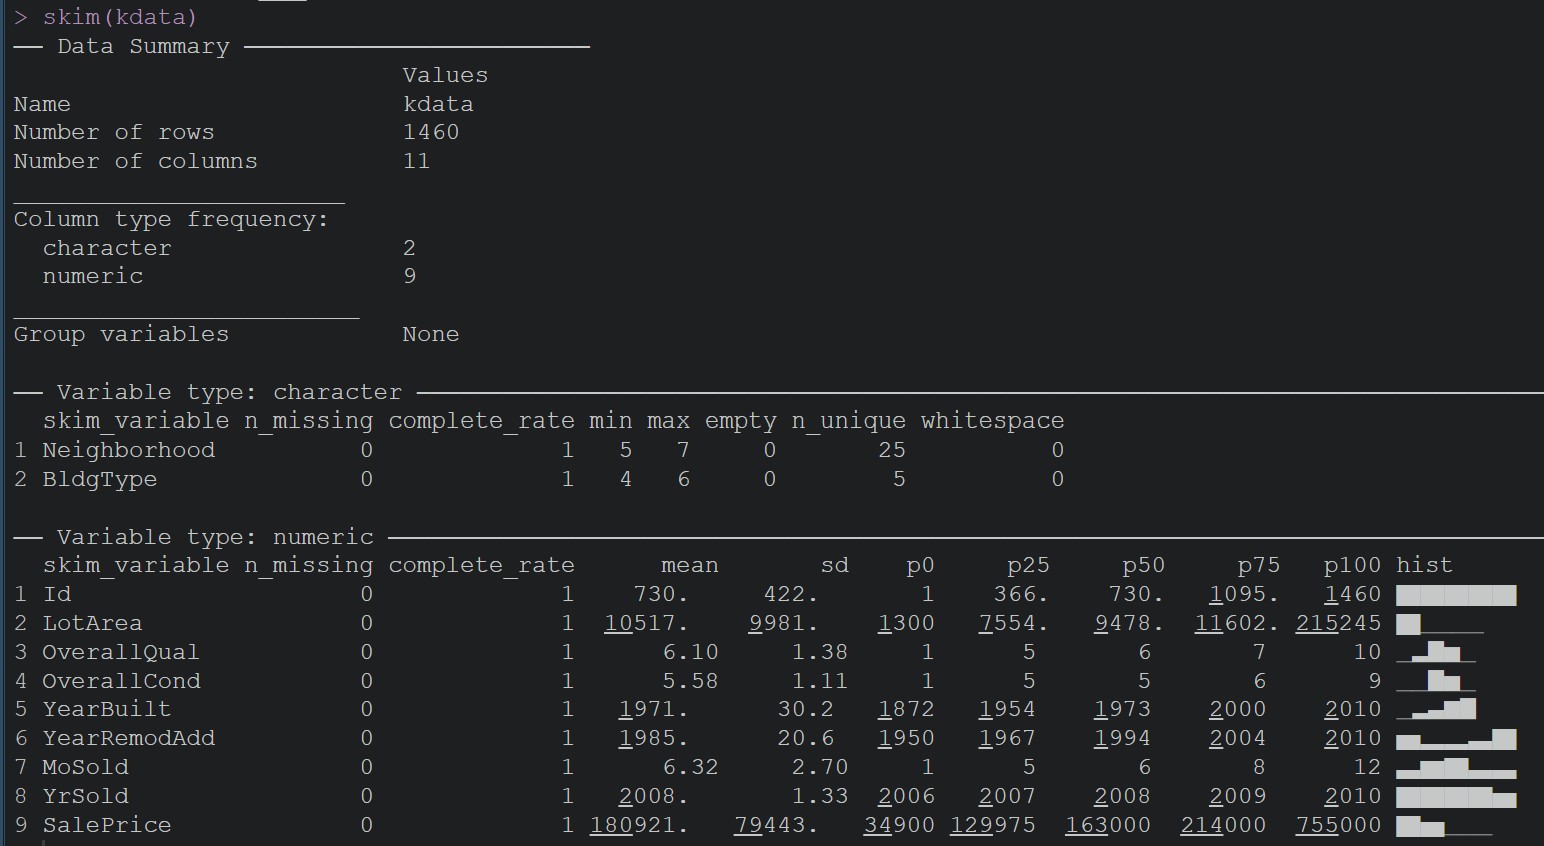 > skim(kdata)
── Data Summary ────────────────────────
                           Values
Name                       kdata
Number of rows             1460
Number of columns          11
_______________________
Column type frequency:
  character                2
  numeric                  9
________________________
Group variables            None

── Variable type: character ──────────────────────────────
  skim_variable n_missing complete_rate min max empty n_unique whitespace
1 Neighborhood          0             1   5   7     0       25          0
2 BldgType              0             1   4   6     0        5          0

── Variable type: numeric ──────────────────────────────
  skim_variable n_missing complete_rate      mean       sd    p0    p25    p50    p75   p100 hist
1 Id                    0             1    730.     422.       1   366.   730.  1095.   1460 ▇▇▇▇▇
2 LotArea               0             1  10517.    9981.    1300  7554.  9478. 11602. 215245 ▇▁▁▁▁
3 OverallQual           0             1      6.10     1.38     1     5      6      7      10 ▁▂▇▅▁
4 OverallCond           0             1      5.58     1.11     1     5      5      6       9 ▁▁▇▅▁
5 YearBuilt             0             1   1971.      30.2   1872  1954   1973   2000    2010 ▁▂▃▆▇
6 YearRemodAdd          0             1   1985.      20.6   1950  1967   1994   2004    2010 ▅▂▂▃▇
7 MoSold                0             1      6.32     2.70     1     5      6      8      12 ▃▆▇▃▃
8 YrSold                0             1   2008.       1.33  2006  2007   2008   2009    2010 ▇▇▇▇▅
9 SalePrice             0             1 180921.   79443.   34900 129975 163000 214000 755000 ▇▅▁▁▁